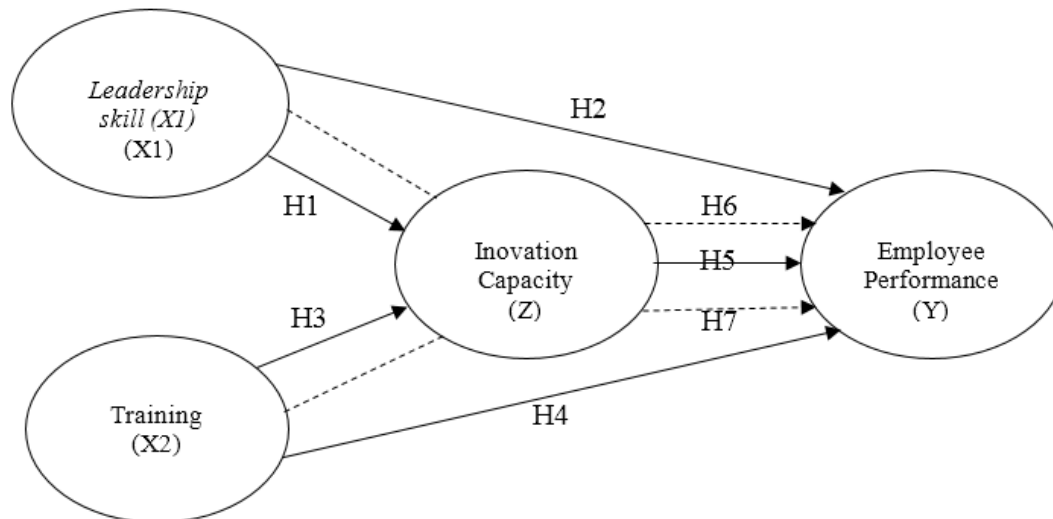 Leadership
skill (X1)
(X1)
H2
H1
H6
Inovation
Capacity
(Z)
H5
Employee
Performance
(Y)
H3
H7
Training
(X2)
H4